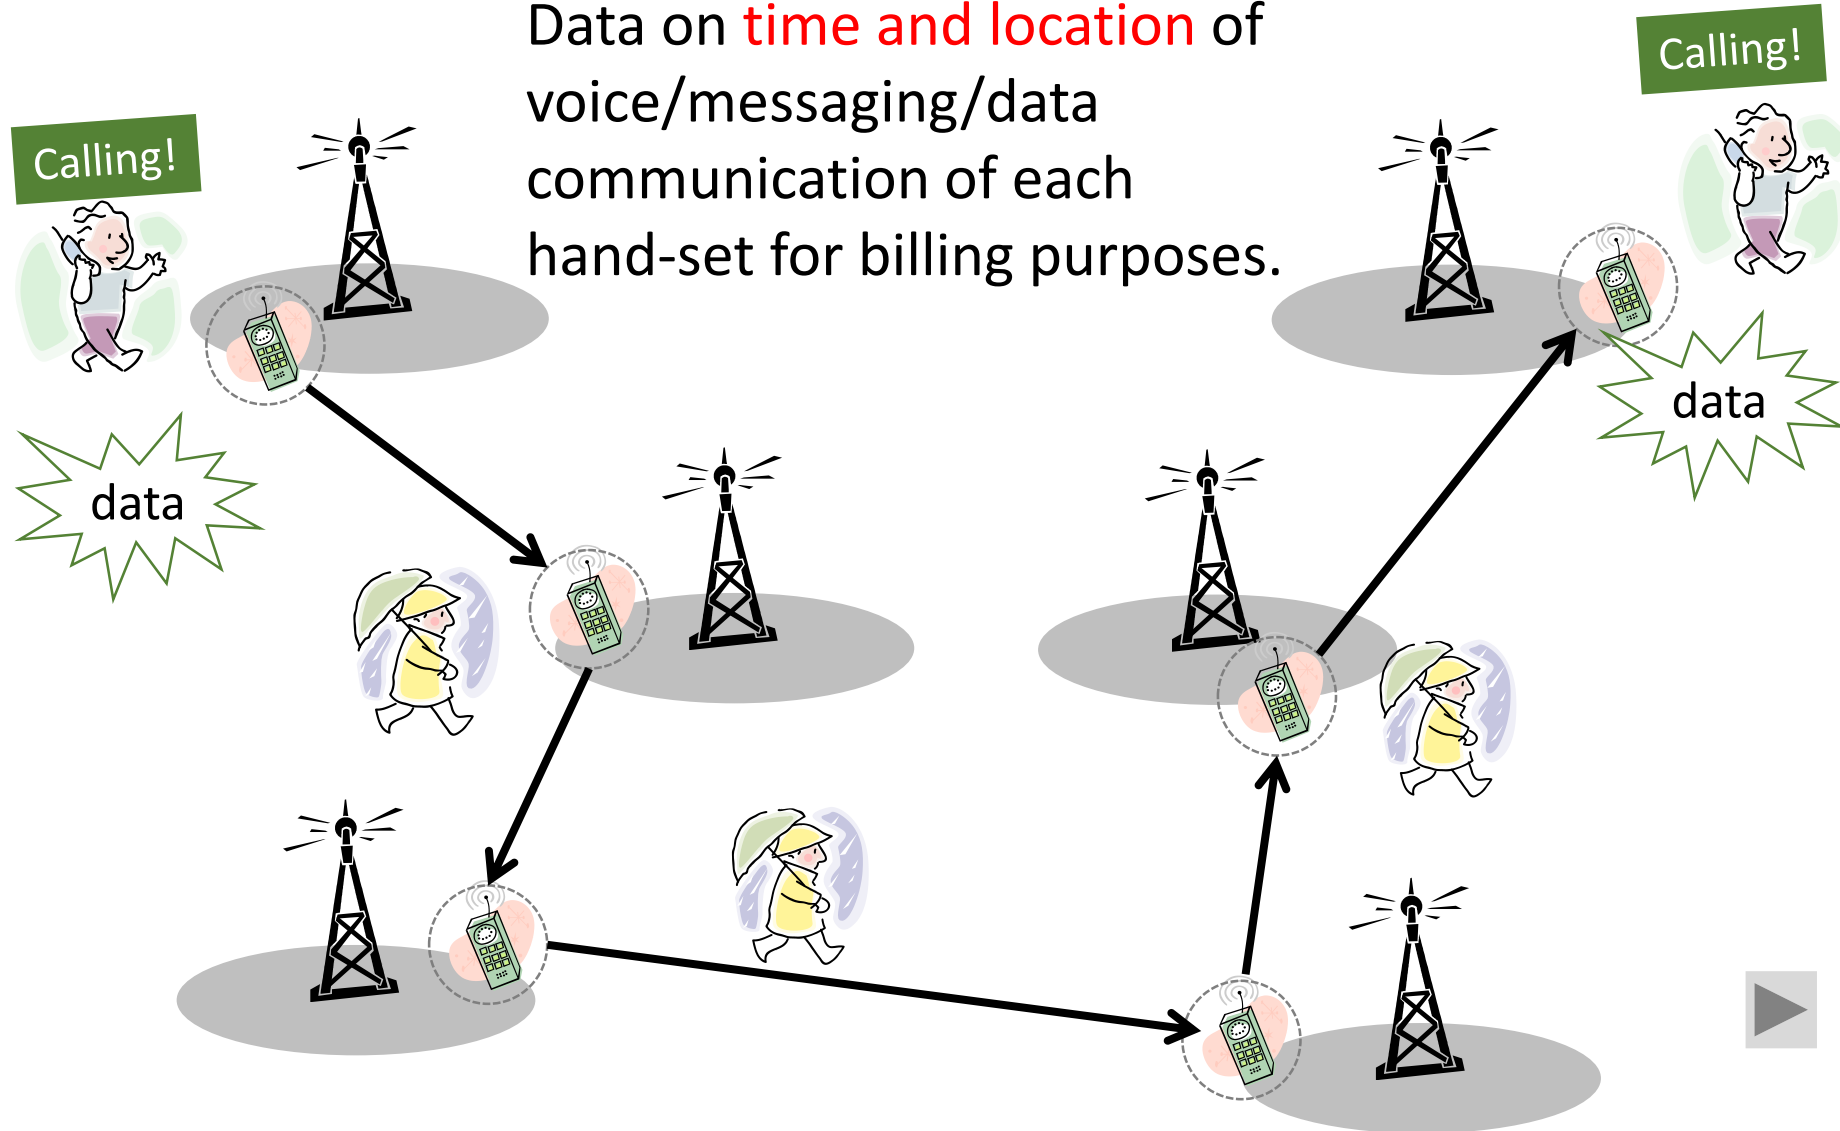 Data on time and location of
voice/messaging/data
communication of each
hand-set for billing purposes.
Calling!
Calling!
data
data